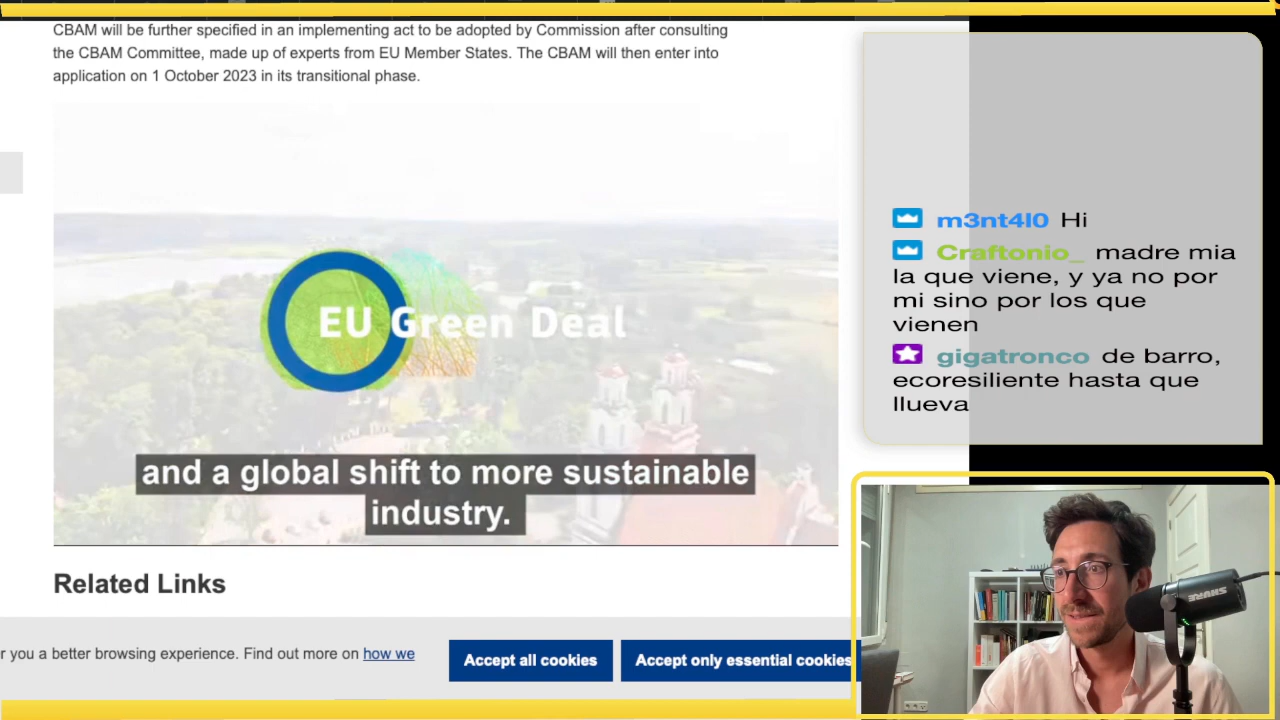 CBAM will be further specified in an implementing act to be adopted by Commission after consulting
the CBAM Committee, made up of experts from EU Member States. The CBAM will then enter into
application on 1 October 2023 in its transitional phase.
EU Green Deal
and a global shift to more sustainable
industry.
Related Links
r you a better browsing experience. Find out more on how we
Accept all cookies
Accept only essential cookies
m3nt4l0 Hi
Craftonio_ madre mia
la que viene, y ya no por
mi sino por los que
vienen
gigatronco de barro,
ecoresiliente hasta que
llueva
SHURE